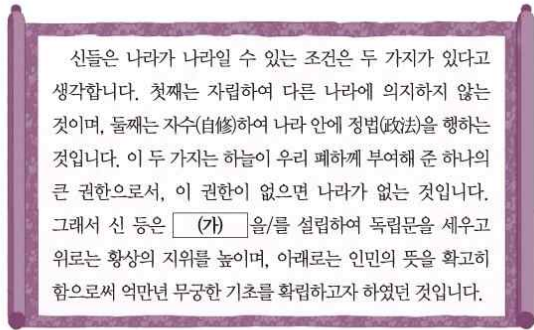 신들은 나라가 나라일 수 있는 조건은 두 가지가 있다고
생각합니다. 첫째는 자립하여 다른 나라에 의지하지 않는
것이며, 둘째는 자수(自修)하여 나라 안에 정법(政法)을 행하는
것입니다. 이 두 가지는 하늘이 우리 폐하께 부여해 준 하나의
큰 권한으로서, 이 권한이 없으면 나라가 없는 것입니다.
그래서 신 등은 (가) 을/를 설립하여 독립문을 세우고
위로는 황상의 지위를 높이며, 아래로는 인민의 뜻을 확고히
함으로써 억만년 무궁한 기초를 확립하고자 하였던 것입니다.